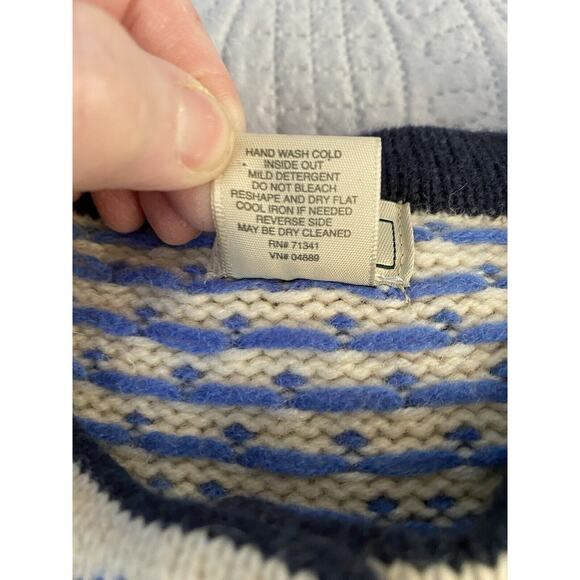 HAND WASH COLD
INSIDE OUT
MILD DETERGENT
DO NOT BLEACH
RESHAPE AND DRY FLAT
COOL IRON IF NEEDED
REVERSE SIDE
MAY BE DRY CLEANED
RN# 71341
VN# 04889